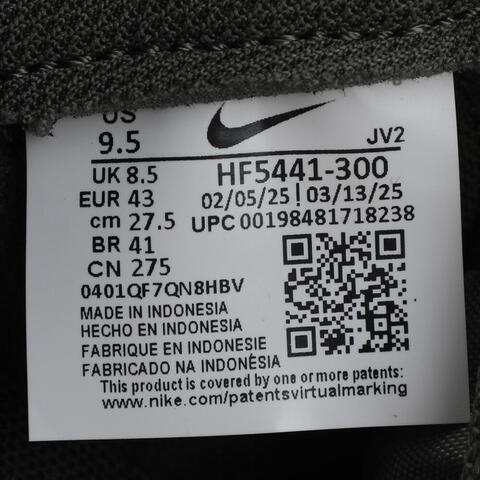 US
9.5
JV2
UK 8.5
HF5441-300
EUR 43
02/05/25 | 03/13/25
cm 27.5
UPC 00198481718238
BR 41
CN 275
0401QF7QN8HBV
MADE IN INDONESIA
HECHO EN INDONESIA
FABRIQUE EN INDONESIE
FABRICADO NA INDONÉSIA
This product is covered by one or more patents:
www.nike.com/patentsvirtualmarking